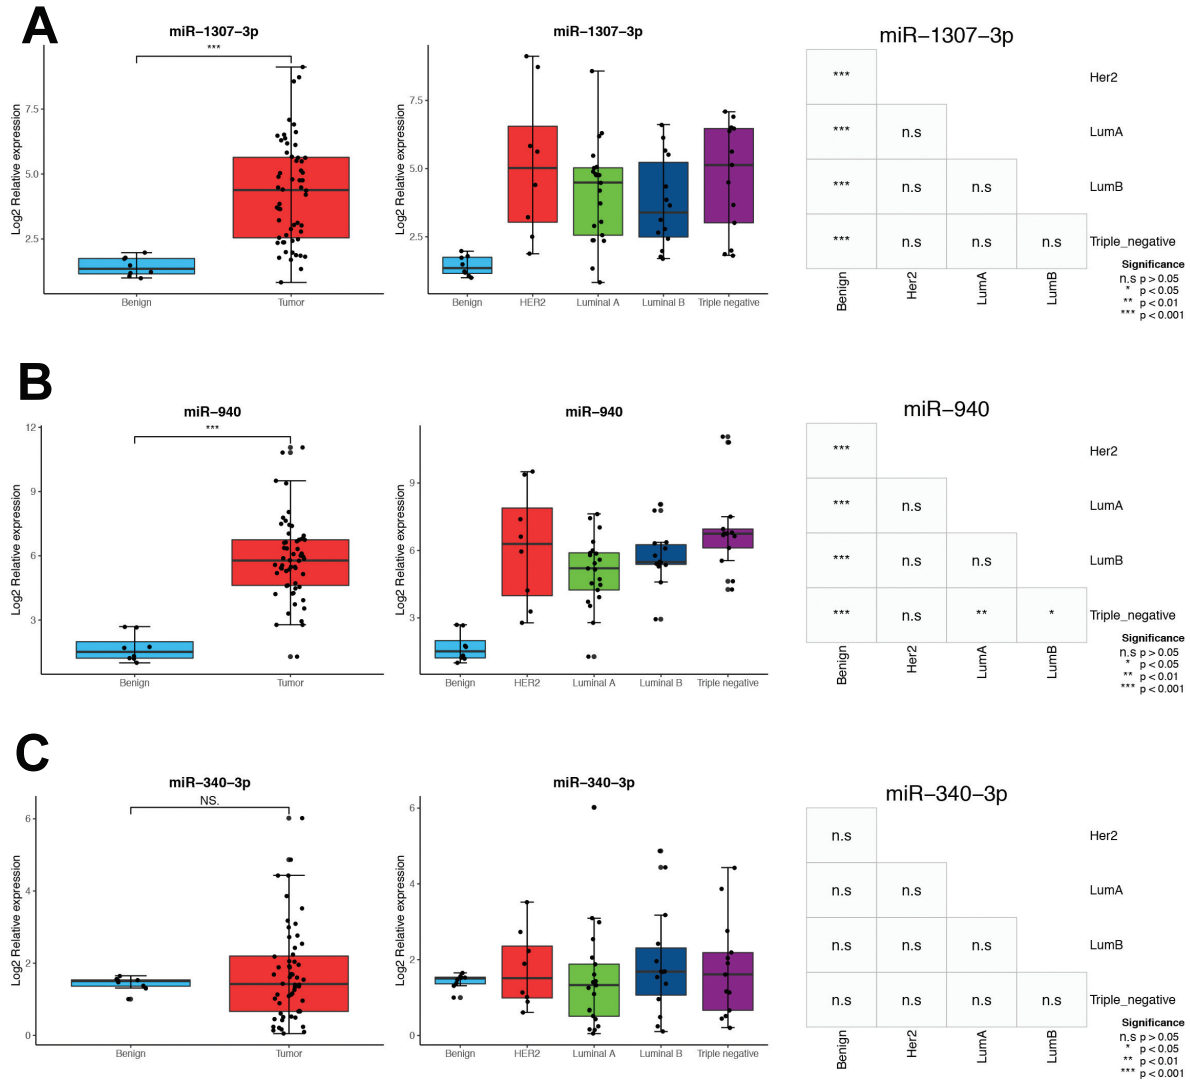 A
miR−1307−3p
***
Log2 Relative expression
7.5
5.0
2.5
Benign
Tumor
miR−1307−3p
Log2 Relative expression
7.5
5.0
2.5
Benign
HER2
Luminal A
Luminal B
Triple negative
miR−1307−3p
***
Her2
***
n.s
LumA
***
n.s
n.s
LumB
***
n.s
n.s
n.s
Triple_negative
Benign
Her2
LumA
LumB
Significance
n.s p > 0.05
* p < 0.05
** p < 0.01
*** p < 0.001
B
miR−940
***
Log2 Relative expression
12
9
6
3
Benign
Tumor
miR−940
Log2 Relative expression
9
6
3
Benign
HER2
Luminal A
Luminal B
Triple negative
miR−940
***
Her2
***
n.s
LumA
***
n.s
n.s
LumB
***
n.s
**
*
Triple_negative
Benign
Her2
LumA
LumB
Significance
n.s p > 0.05
* p < 0.05
** p < 0.01
*** p < 0.001
C
miR−340−3p
NS.
Log2 Relative expression
6
4
2
0
Benign
Tumor
miR−340−3p
Log2 Relative expression
6
4
2
0
Benign
HER2
Luminal A
Luminal B
Triple negative
miR−340−3p
n.s
Her2
n.s
n.s
LumA
n.s
n.s
n.s
LumB
n.s
n.s
n.s
n.s
Triple_negative
Benign
Her2
LumA
LumB
Significance
n.s p > 0.05
* p < 0.05
** p < 0.01
*** p < 0.001